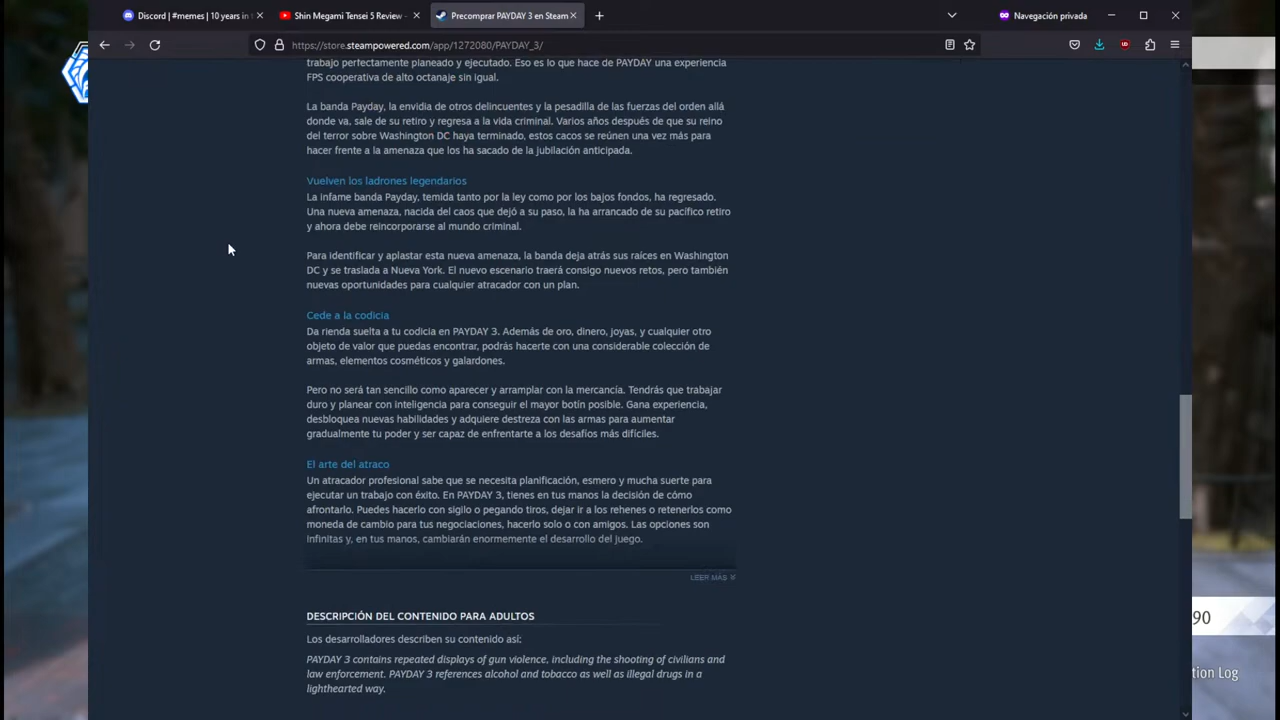 Discord | #memes | 10 years in t
Shin Megami Tensei 5 Review -
Precomprar PAYDAY 3 en Steam
Navegación privada
https://store.steampowered.com/app/1272080/PAYDAY_3/
trabajo perfectamente planeado y ejecutado. Eso es lo que hace de PAYDAY una experiencia
FPS cooperativa de alto octanaje sin igual.
La banda Payday, la envidia de otros delincuentes y la pesadilla de las fuerzas del orden allá
donde va, sale de su retiro y regresa a la vida criminal. Varios años después de que su reino
del terror sobre Washington DC haya terminado, estos cacos se reúnen una vez más para
hacer frente a la amenaza que los ha sacado de la jubilación anticipada.
Vuelven los ladrones legendarios
La infame banda Payday, temida tanto por la ley como por los bajos fondos, ha regresado.
Una nueva amenaza, nacida del caos que dejó a su paso, la ha arrancado de su pacífico retiro
y ahora debe reincorporarse al mundo criminal.
Para identificar y aplastar esta nueva amenaza, la banda deja atrás sus raíces en Washington
DC y se traslada a Nueva York. El nuevo escenario traerá consigo nuevos retos, pero también
nuevas oportunidades para cualquier atracador con un plan.
Cede a la codicia
Da rienda suelta a tu codicia en PAYDAY 3. Además de oro, dinero, joyas, y cualquier otro
objeto de valor que puedas encontrar, podrás hacerte con una considerable colección de
armas, elementos cosméticos y galardones.
Pero no será tan sencillo como aparecer y arramplar con la mercancía. Tendrás que trabajar
duro y planear con inteligencia para conseguir el mayor botín posible. Gana experiencia,
desbloquea nuevas habilidades y adquiere destreza con las armas para aumentar
gradualmente tu poder y ser capaz de enfrentarte a los desafíos más difíciles.
El arte del atraco
Un atracador profesional sabe que se necesita planificación, esmero y mucha suerte para
ejecutar un trabajo con éxito. En PAYDAY 3, tienes en tus manos la decisión de cómo
afrontarlo. Puedes hacerlo con sigilo o pegando tiros, dejar ir a los rehenes o retenerlos como
moneda de cambio para tus negociaciones, hacerlo solo o con amigos. Las opciones son
infinitas y, en tus manos, cambiarán enormemente el desarrollo del juego.
LEER MÁS
DESCRIPCIÓN DEL CONTENIDO PARA ADULTOS
Los desarrolladores describen su contenido así:
PAYDAY 3 contains repeated displays of gun violence, including the shooting of civilians and
law enforcement. PAYDAY 3 references alcohol and tobacco as well as illegal drugs in a
lighthearted way.
90
tion Log